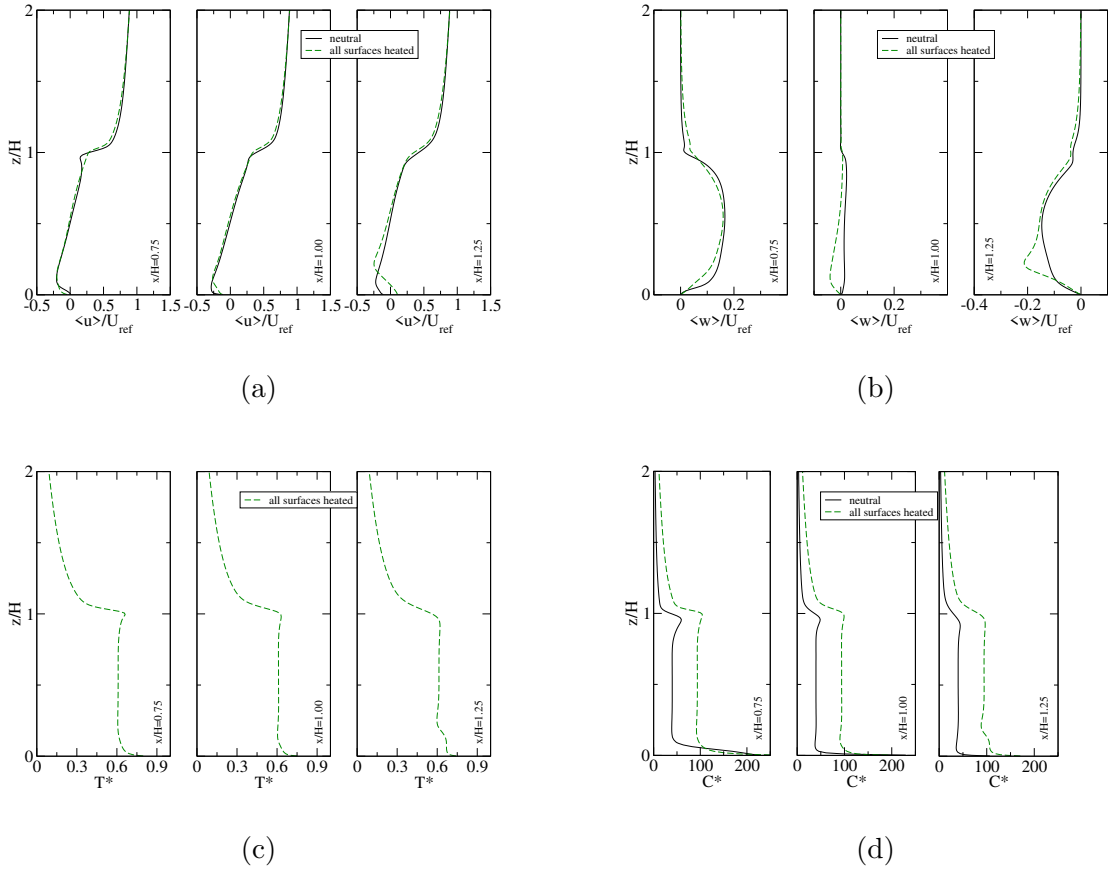 neutral
all surfaces heated
2
1
0
z/H
-0.5 0 0.5 1 1.5
-0.5 0 0.5 1 1.5
-0.5 0 0.5 1 1.5
<u>/U_ref
<u>/U_ref
<u>/U_ref
x/H=0.75
x/H=1.00
x/H=1.25
(a)
neutral
all surfaces heated
2
1
0
z/H
0 0.2
0 0.2
-0.4 -0.2 0
<w>/U_ref
<w>/U_ref
<w>/U_ref
x/H=0.75
x/H=1.00
x/H=1.25
(b)
all surfaces heated
2
1
0
z/H
0 0.3 0.6 0.9
0 0.3 0.6 0.9
0 0.3 0.6 0.9
T*
T*
T*
x/H=0.75
x/H=1.00
x/H=1.25
(c)
neutral
all surfaces heated
2
1
0
z/H
0 100 200
0 100 200
0 100 200
C*
C*
C*
x/H=0.75
x/H=1.00
x/H=1.25
(d)